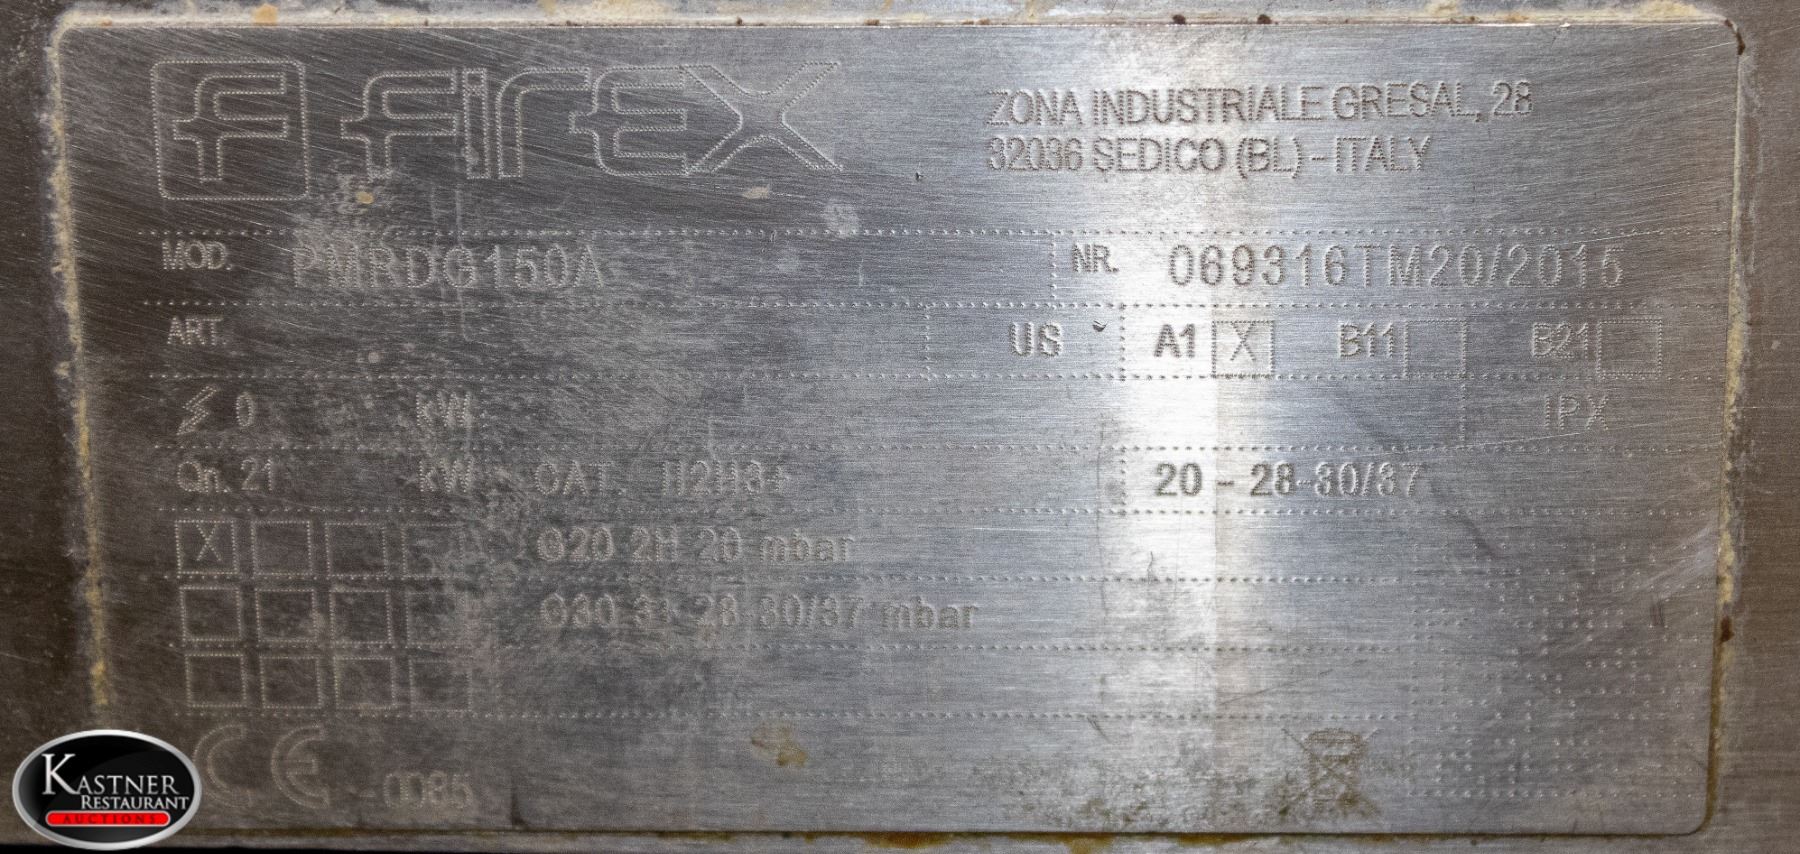 F FIREX
ZONA INDUSTRIALE GRESAL, 28
32036 SEDICO (BL) - ITALY
MOD. PMRDG150A NR. 069316TM20/2015
ART. US A1 X B11 B21
0 kW IPX
Qn. 21 kW CAT. II2H3+ 20 - 28-30/37
X G20 2H 20 mbar
G30 3+ 28-30/37 mbar
CE 0085
KASTNER
RESTAURANT
AUCTIONS